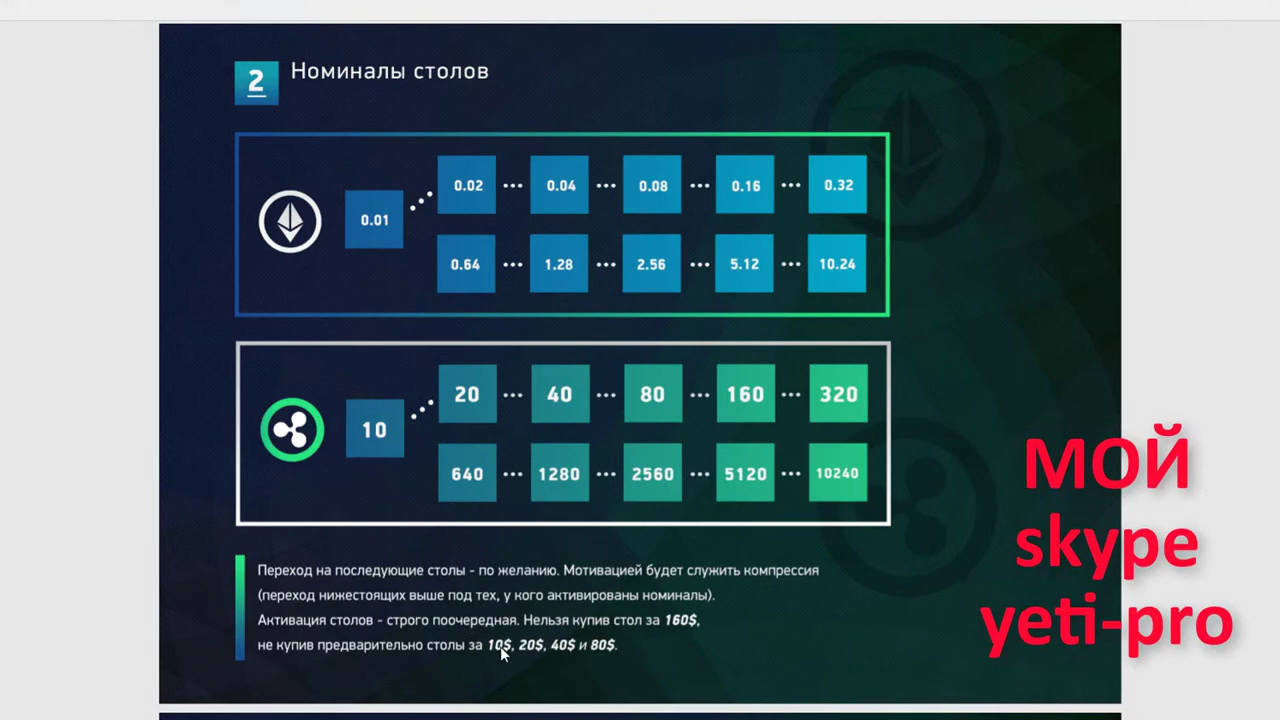 2 Номиналы столов
0.01
0.02 0.04 0.08 0.16 0.32
0.64 1.28 2.56 5.12 10.24
10
20 40 80 160 320
640 1280 2560 5120 10240
Переход на последующие столы - по желанию. Мотивацией будет служить компрессия
(переход нижестоящих выше под тех, у кого активированы номиналы).
Активация столов - строго поочередная. Нельзя купив стол за 160$,
не купив предварительно столы за 10$, 20$, 40$ и 80$.
МОЙ
skype
yeti-pro